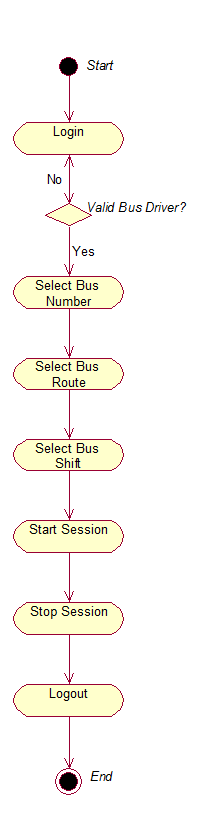 Start
Login
No
Valid Bus Driver?
Yes
Select Bus
Number
Select Bus
Route
Select Bus
Shift
Start Session
Stop Session
Logout
End